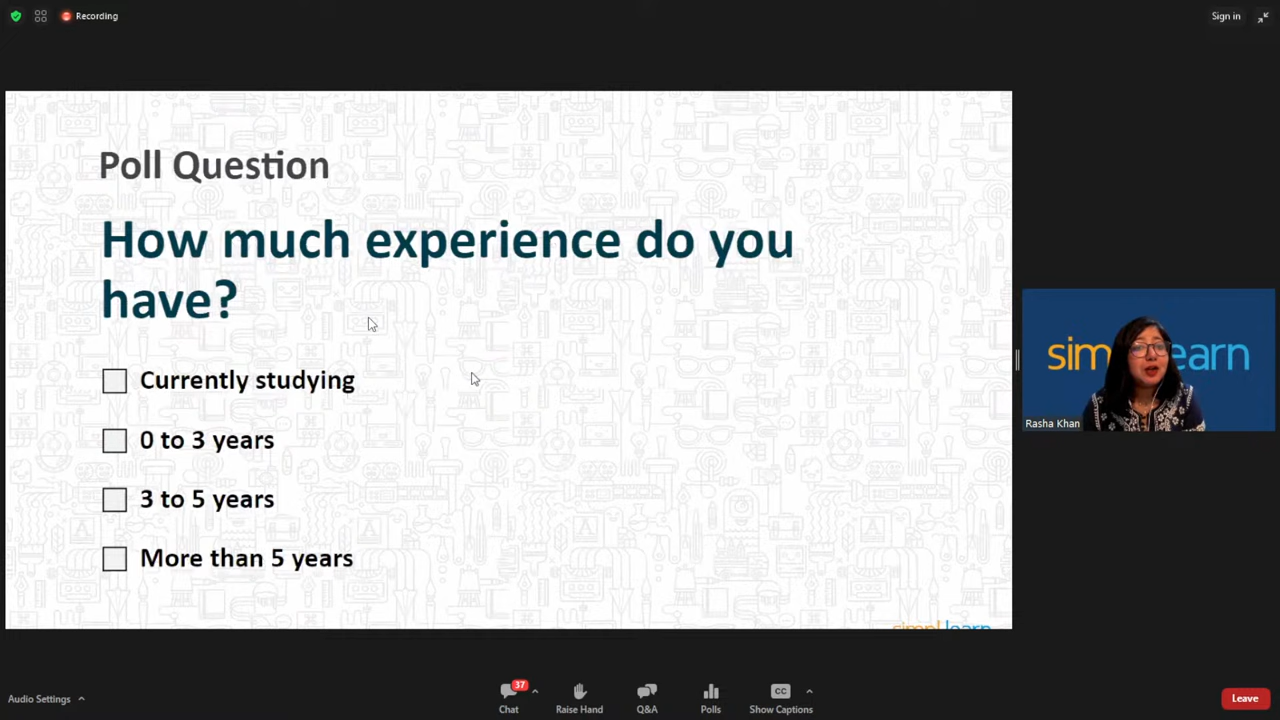 Recording
Sign in
Poll Question
How much experience do you
have?
Currently studying
0 to 3 years
3 to 5 years
More than 5 years
simplilearn
Rasha Khan
Audio Settings
37
Chat
Raise Hand
Q&A
Polls
CC
Show Captions
Leave